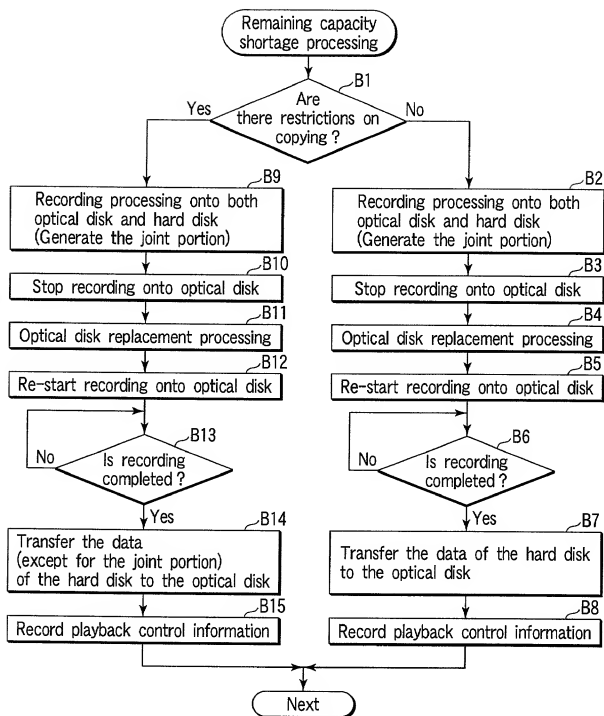 Remaining capacity
shortage processing
B1
Are
there restrictions on
copying ?
Yes
No
B9
Recording processing onto both
optical disk and hard disk
(Generate the joint portion)
B10
Stop recording onto optical disk
B11
Optical disk replacement processing
B12
Re-start recording onto optical disk
B13
No
Is recording
completed ?
Yes
B14
Transfer the data
(except for the joint portion)
of the hard disk to the optical disk
B15
Record playback control information
B2
Recording processing onto both
optical disk and hard disk
(Generate the joint portion)
B3
Stop recording onto optical disk
B4
Optical disk replacement processing
B5
Re-start recording onto optical disk
B6
No
Is recording
completed ?
Yes
B7
Transfer the data of the hard disk
to the optical disk
B8
Record playback control information
Next